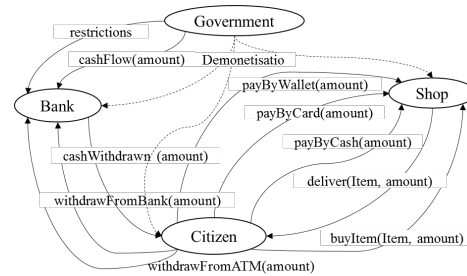 Government
restrictions
cashFlow(amount)
Demonetisatio
payByWallet(amount)
Bank
Shop
payByCard(amount)
payByCash(amount)
cashWithdrawn (amount)
deliver(Item, amount)
withdrawFromBank(amount)
Citizen
buyItem(Item, amount)
withdrawFromATM(amount)